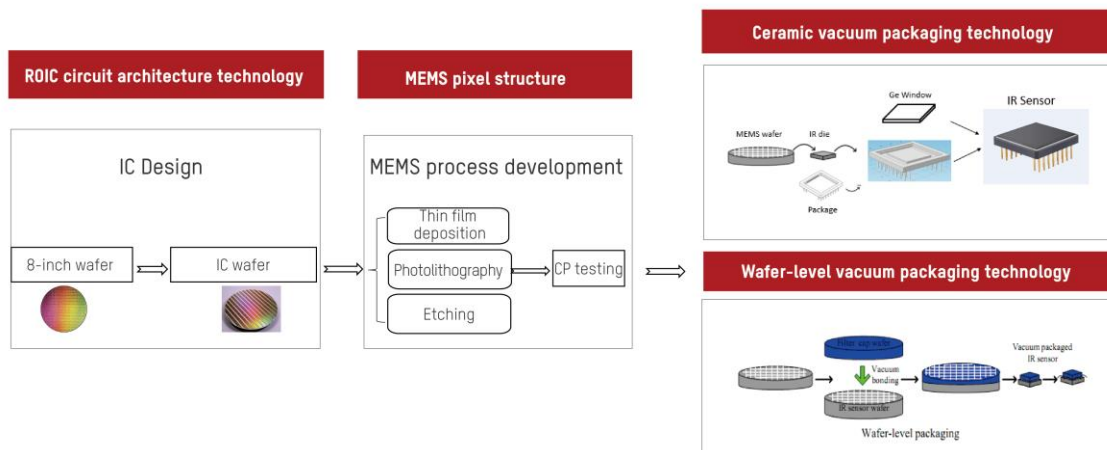 ROIC circuit architecture technology
IC Design
8-inch wafer
IC wafer
MEMS pixel structure
MEMS process development
Thin film
deposition
Photolithography
Etching
CP testing
Ceramic vacuum packaging technology
Ge Window
IR Sensor
MEMS wafer
IR die
Package
Wafer-level vacuum packaging technology
wafer
Vacuum
bonding
IR sensor wafer
Vacuum packaged
IR sensor
Wafer-level packaging